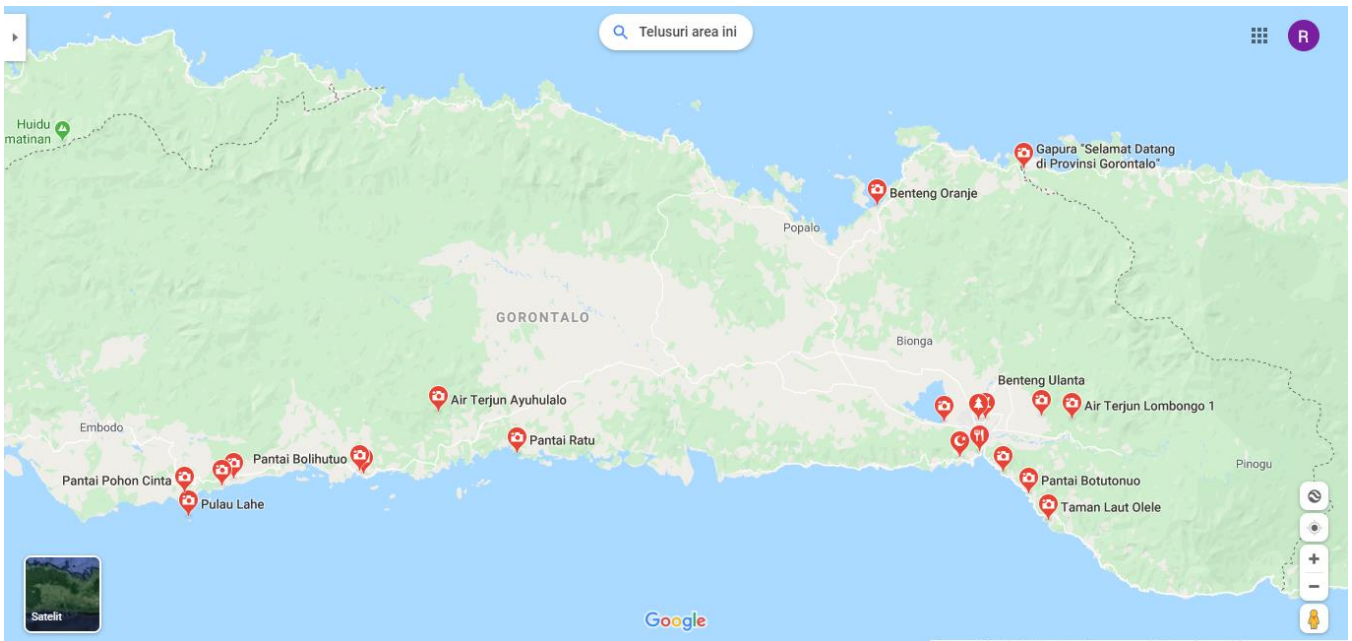 Telusuri area ini
R
Huidu
matinan
Gapura "Selamat Datang
di Provinsi Gorontalo"
Benteng Oranje
Popalo
GORONTALO
Bionga
Benteng Ulanta
Air Terjun Ayuhulalo
Air Terjun Lombongo 1
Embodo
Pantai Ratu
Pantai Bolihutuo
Pinogu
Pantai Pohon Cinta
Pantai Botutonuo
Pulau Lahe
Taman Laut Olele
Satelit
Google